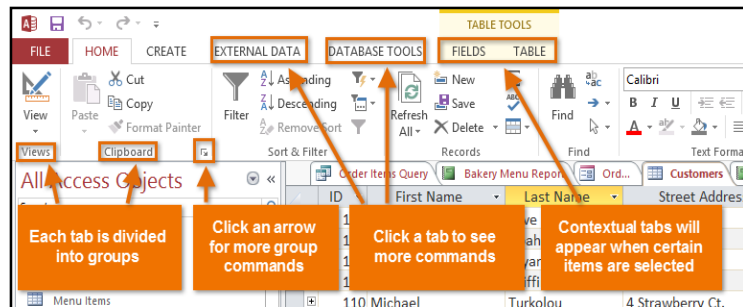 TABLE TOOLS
FILE HOME CREATE EXTERNAL DATA DATABASE TOOLS FIELDS TABLE
View
Paste
Cut
Copy
Format Painter
Views
Clipboard
Filter
Ascending
Descending
Remove Sort
Sort & Filter
Refresh
All
New
Save
Delete
Records
Find
Find
Calibri
B I U
Text Forma
All Access Objects
Order Items Query
Bakery Menu Report
Ord...
Customers
ID First Name Last Name Street Addres
Each tab is divided
into groups
Click an arrow
for more group
commands
Click a tab to see
more commands
Contextual tabs will
appear when certain
items are selected
Menu Items
110 Michael Turkolou 4 Strawberry Ct.